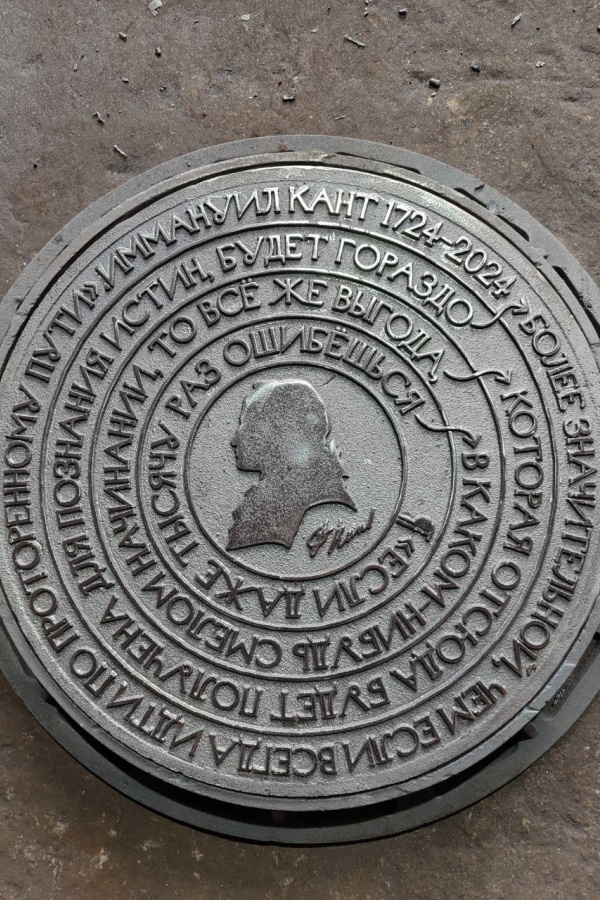 «ЕСЛИ ДАЖЕ ТЫСЯЧУ РАЗ ОШИБЁШЬСЯ
В КАКОМ-НИБУДЬ СМЕЛОМ НАЧИНАНИИ, ТО ВСЁ ЖЕ ВЫГОДА,
КОТОРАЯ ОТСЮДА БУДЕТ ПОЛУЧЕНА ДЛЯ ПОЗНАНИЯ ИСТИН, БУДЕТ ГОРАЗДО
БОЛЕЕ ЗНАЧИТЕЛЬНОЙ, ЧЕМ ЕСЛИ ВСЕГДА ИДТИ ПО ПРОТОРЕННОМУ ПУТИ» ИММАНУИЛ КАНТ 1724-2024